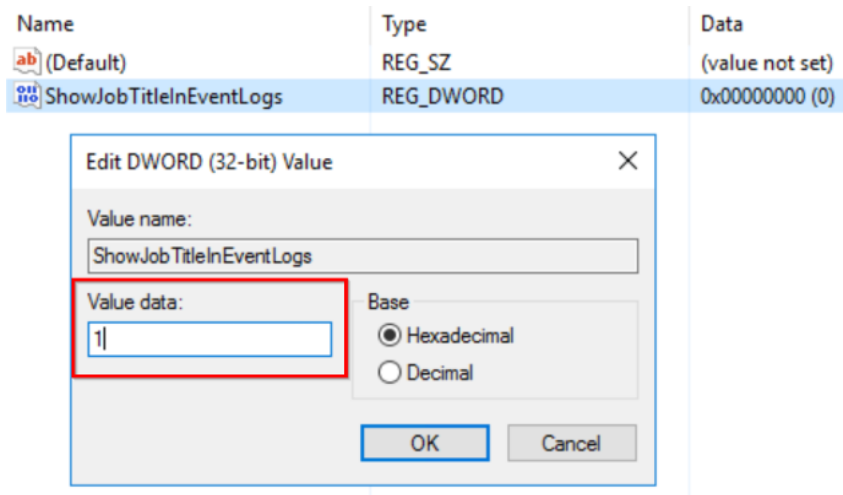 Name Type Data
(Default) REG_SZ (value not set)
ShowJobTitleInEventLogs REG_DWORD 0x00000000 (0)
Edit DWORD (32-bit) Value
Value name:
ShowJobTitleInEventLogs
Value data: Base
1 Hexadecimal
Decimal
OK Cancel